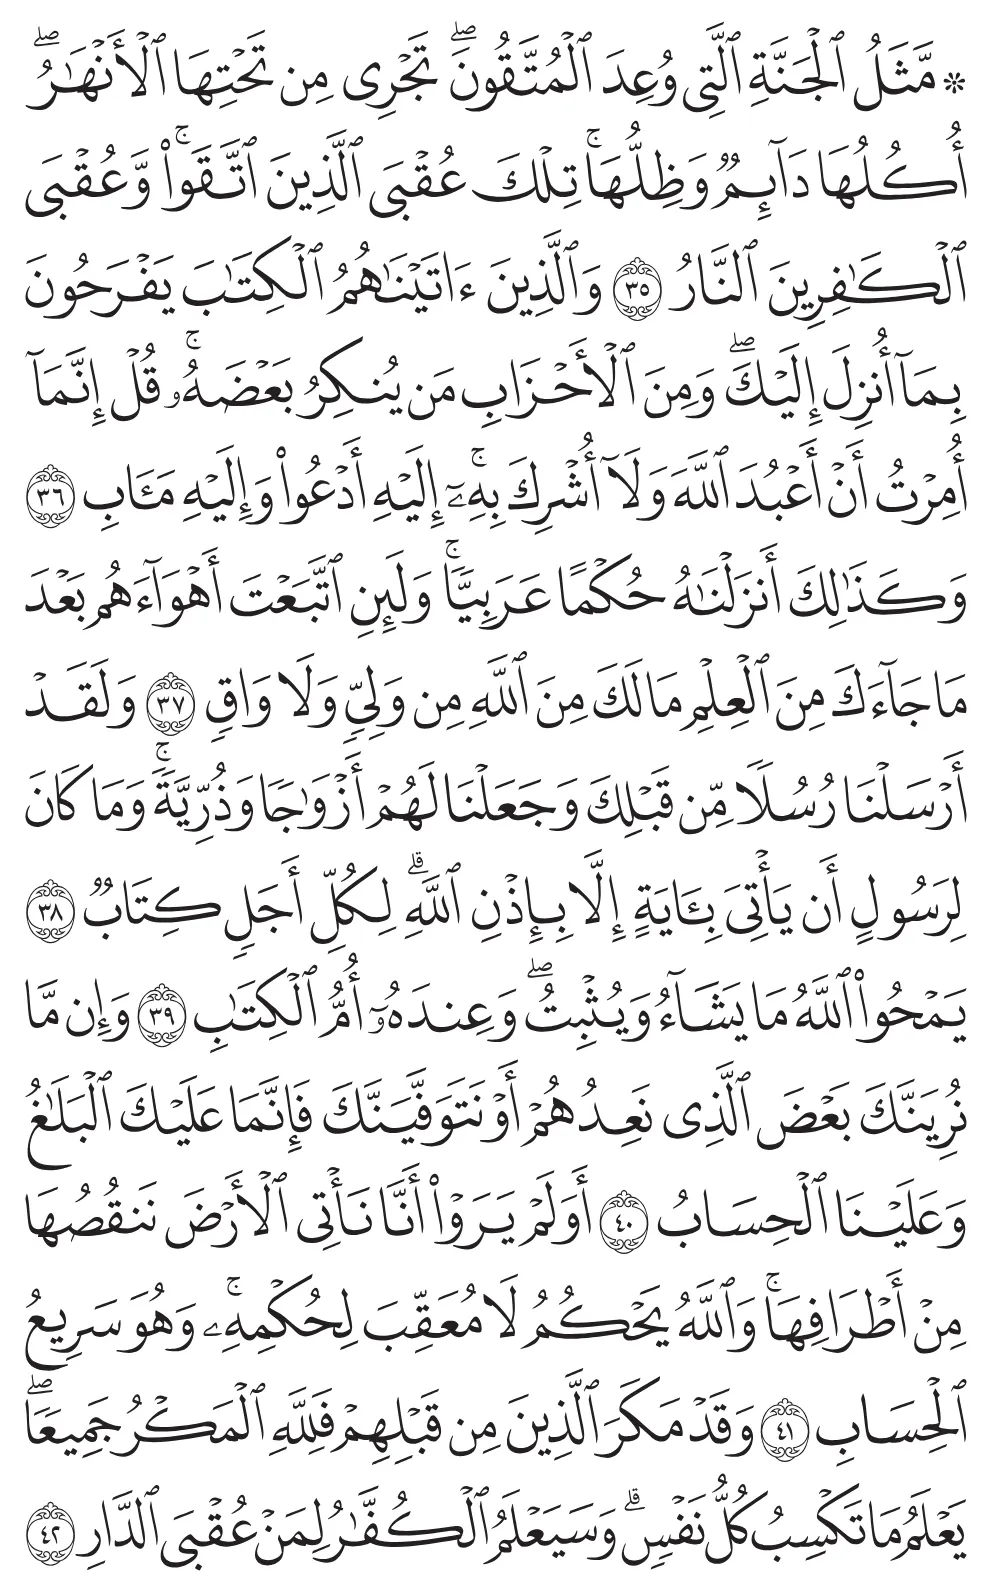 ۞ مَّثَلُ ٱلْجَنَّةِ ٱلَّتِى وُعِدَ ٱلْمُتَّقُونَ ۖ تَجْرِى مِن تَحْتِهَا ٱلْأَنْهَـٰرُ ۖ
أُكُلُهَا دَآئِمٌ وَظِلُّهَا ۚ تِلْكَ عُقْبَى ٱلَّذِينَ ٱتَّقَوا۟ ۚ وَّعُقْبَى
ٱلْكَـٰفِرِينَ ٱلنَّارُ ۝٣٥ وَٱلَّذِينَ ءَاتَيْنَـٰهُمُ ٱلْكِتَـٰبَ يَفْرَحُونَ
بِمَآ أُنزِلَ إِلَيْكَ ۖ وَمِنَ ٱلْأَحْزَابِ مَن يُنكِرُ بَعْضَهُۥ ۚ قُلْ إِنَّمَآ
أُمِرْتُ أَنْ أَعْبُدَ ٱللَّهَ وَلَآ أُشْرِكَ بِهِۦٓ ۚ إِلَيْهِ أَدْعُوا۟ وَإِلَيْهِ مَـَٔابِ ۝٣٦
وَكَذَٰلِكَ أَنزَلْنَـٰهُ حُكْمًا عَرَبِيًّا ۚ وَلَئِنِ ٱتَّبَعْتَ أَهْوَآءَهُم بَعْدَ
مَا جَآءَكَ مِنَ ٱلْعِلْمِ مَا لَكَ مِنَ ٱللَّهِ مِن وَلِىٍّ وَلَا وَاقٍ ۝٣٧ وَلَقَدْ
أَرْسَلْنَا رُسُلًا مِّن قَبْلِكَ وَجَعَلْنَا لَهُمْ أَزْوَٰجًا وَذُرِّيَّةً ۚ وَمَا كَانَ
لِرَسُولٍ أَن يَأْتِىَ بِـَٔايَةٍ إِلَّا بِإِذْنِ ٱللَّهِ ۗ لِكُلِّ أَجَلٍ كِتَابٌ ۝٣٨
يَمْحُوا۟ ٱللَّهُ مَا يَشَآءُ وَيُثْبِتُ ۖ وَعِندَهُۥٓ أُمُّ ٱلْكِتَـٰبِ ۝٣٩ وَإِن مَّا
نُرِيَنَّكَ بَعْضَ ٱلَّذِى نَعِدُهُمْ أَوْ نَتَوَفَّيَنَّكَ فَإِنَّمَا عَلَيْكَ ٱلْبَلَـٰغُ
وَعَلَيْنَا ٱلْحِسَابُ ۝٤٠ أَوَلَمْ يَرَوْا۟ أَنَّا نَأْتِى ٱلْأَرْضَ نَنقُصُهَا
مِنْ أَطْرَافِهَا ۚ وَٱللَّهُ يَحْكُمُ لَا مُعَقِّبَ لِحُكْمِهِۦ ۚ وَهُوَ سَرِيعُ
ٱلْحِسَابِ ۝٤١ وَقَدْ مَكَرَ ٱلَّذِينَ مِن قَبْلِهِمْ فَلِلَّهِ ٱلْمَكْرُ جَمِيعًا ۖ
يَعْلَمُ مَا تَكْسِبُ كُلُّ نَفْسٍ ۗ وَسَيَعْلَمُ ٱلْكُفَّـٰرُ لِمَنْ عُقْبَى ٱلدَّارِ ۝٤٢